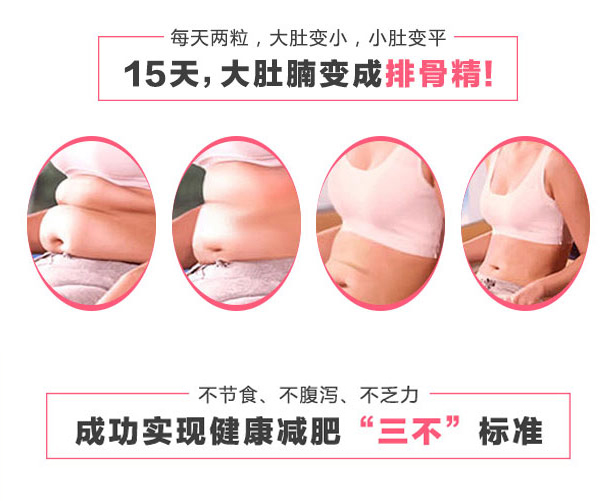 每天两粒，大肚变小，小肚变平
15天，大肚腩变成排骨精！
不节食、不腹泻、不乏力
成功实现健康减肥“三不”标准